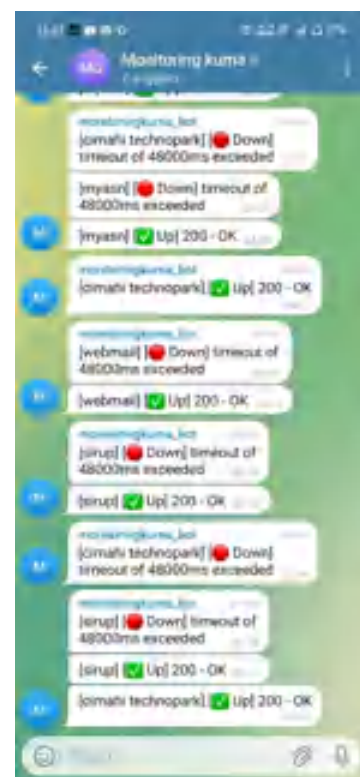 Monitoring kuma
monitoringkuma_bot
[cimahi technopark] [🔴 Down]
timeout of 48000ms exceeded
[myasn] [🔴 Down] timeout of
48000ms exceeded
[myasn] [✅ Up] 200 - OK
monitoringkuma_bot
[cimahi technopark] [✅ Up] 200 - OK
monitoringkuma_bot
[webmail] [🔴 Down] timeout of
48000ms exceeded
[webmail] [✅ Up] 200 - OK
monitoringkuma_bot
[sirup] [🔴 Down] timeout of
48000ms exceeded
[sirup] [✅ Up] 200 - OK
monitoringkuma_bot
[cimahi technopark] [🔴 Down]
timeout of 48000ms exceeded
monitoringkuma_bot
[sirup] [🔴 Down] timeout of
48000ms exceeded
[sirup] [✅ Up] 200 - OK
[cimahi technopark] [✅ Up] 200 - OK